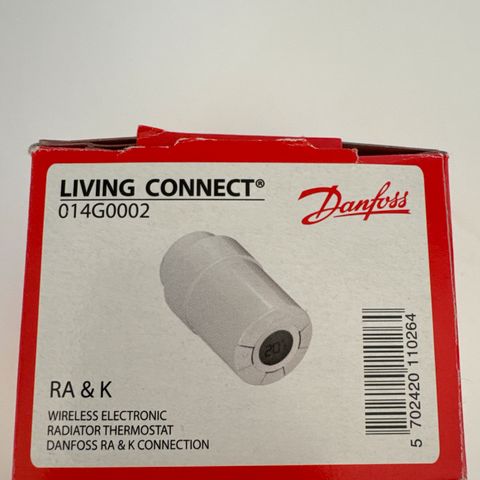 LIVING CONNECT®
014G0002
Danfoss
20
RA & K
WIRELESS ELECTRONIC
RADIATOR THERMOSTAT
DANFOSS RA & K CONNECTION
5 702420 110264